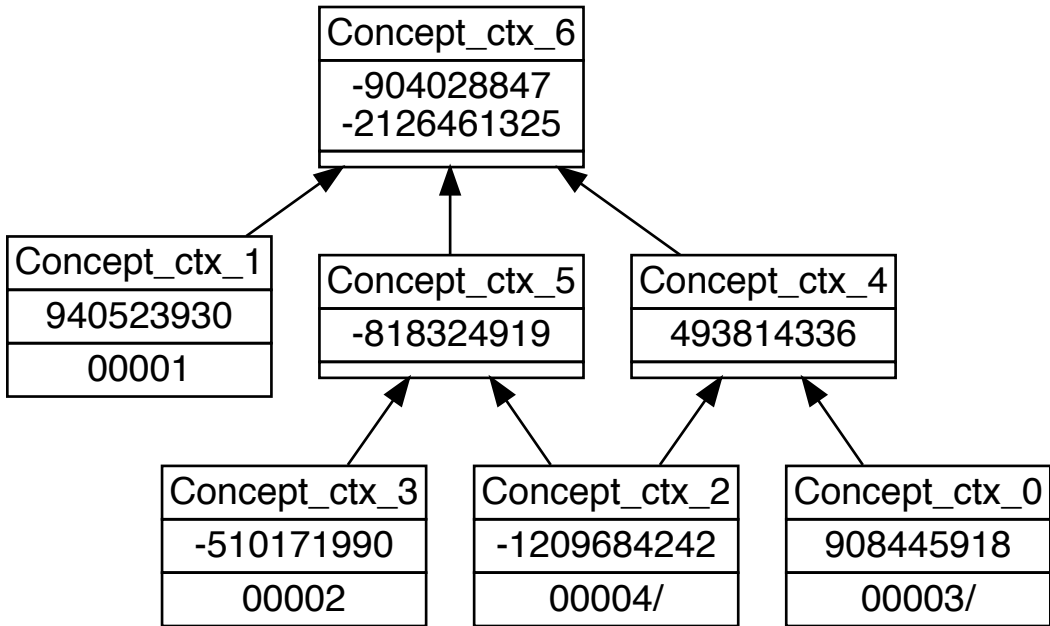 Concept_ctx_6
-904028847
-2126461325
Concept_ctx_1
940523930
00001
Concept_ctx_5
-818324919
Concept_ctx_4
493814336
Concept_ctx_3
-510171990
00002
Concept_ctx_2
-1209684242
00004/
Concept_ctx_0
908445918
00003/